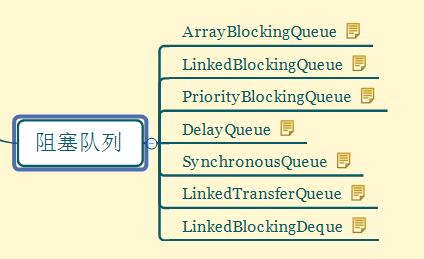 阻塞队列
ArrayBlockingQueue
LinkedBlockingQueue
PriorityBlockingQueue
DelayQueue
SynchronousQueue
LinkedTransferQueue
LinkedBlockingDeque